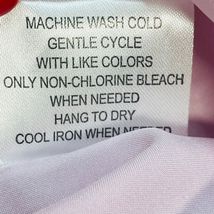 MACHINE WASH COLD
GENTLE CYCLE
WITH LIKE COLORS
ONLY NON-CHLORINE BLEACH
WHEN NEEDED
HANG TO DRY
COOL IRON WHEN NEEDED